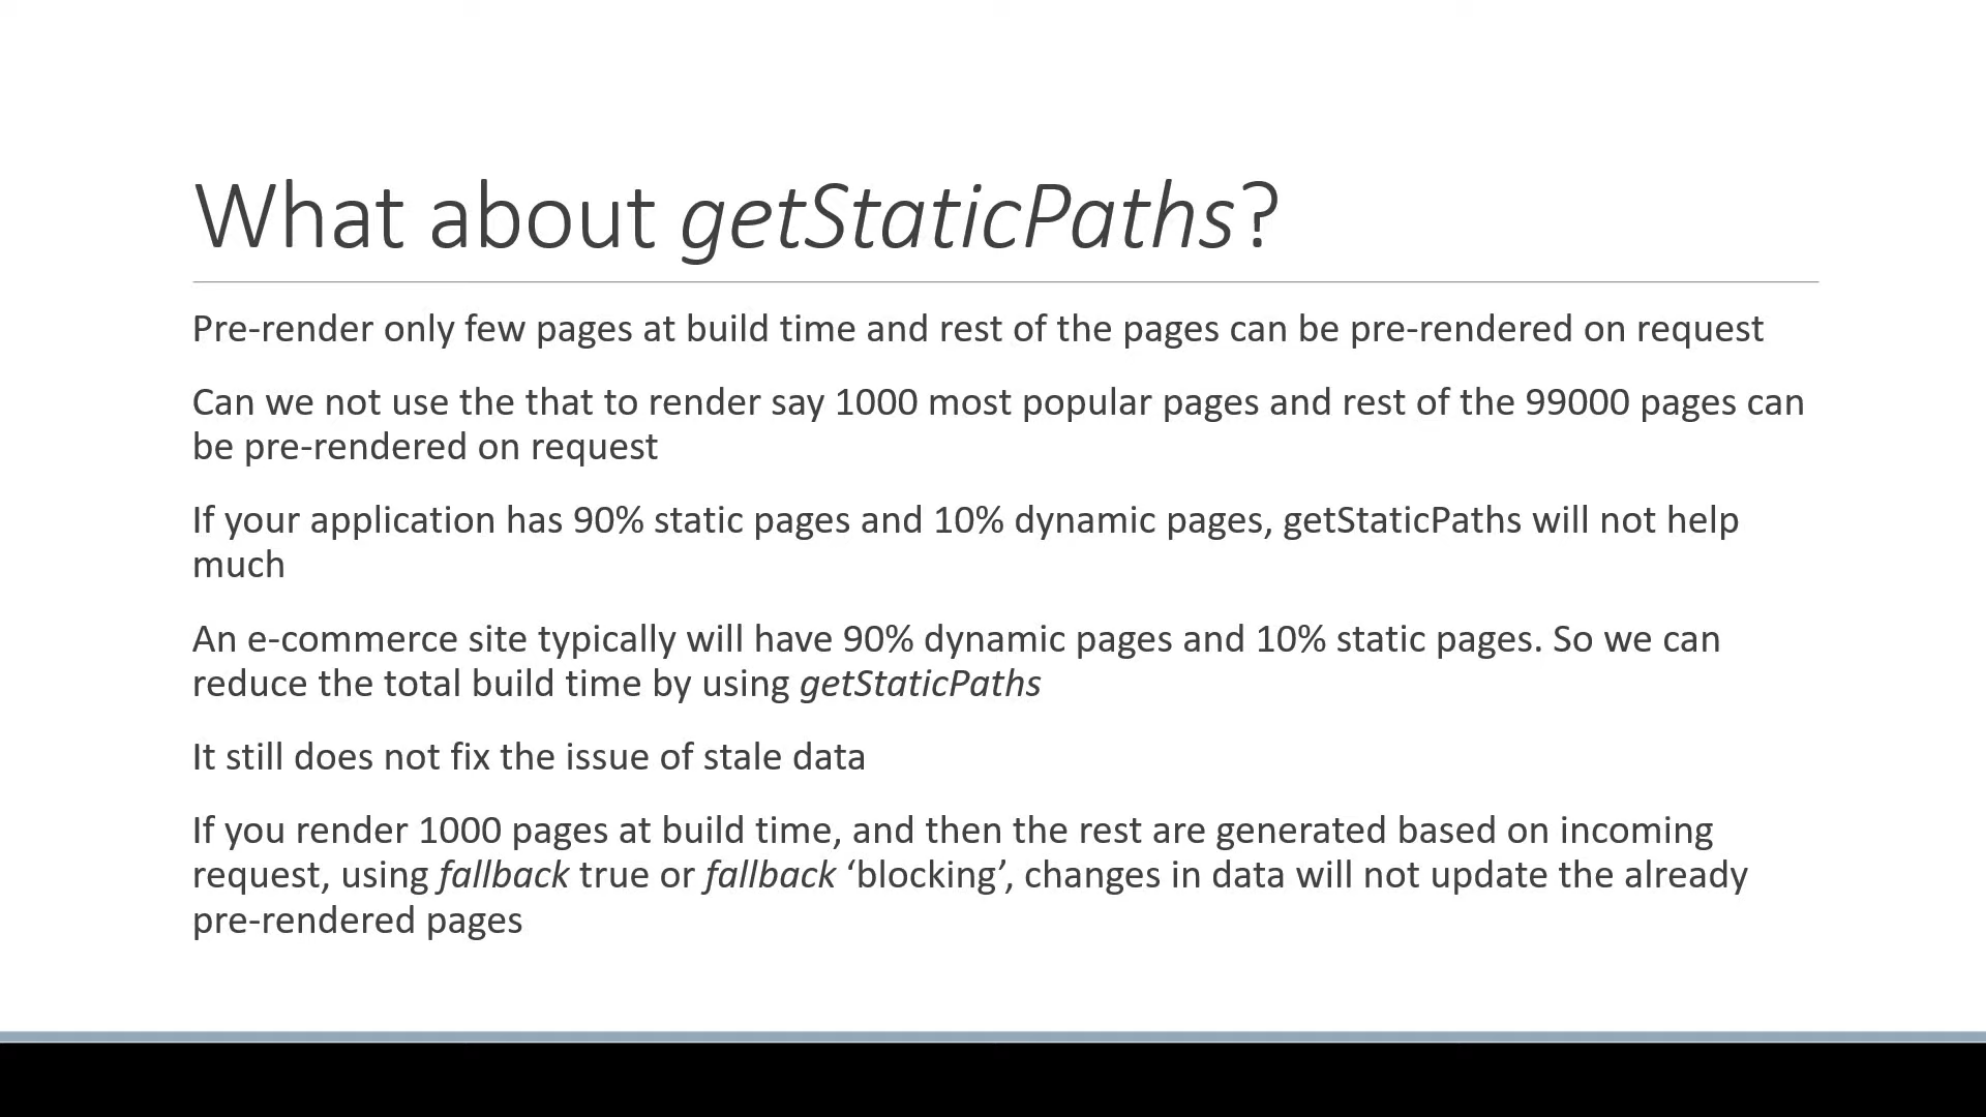 What about getStaticPaths?
Pre-render only few pages at build time and rest of the pages can be pre-rendered on request
Can we not use the that to render say 1000 most popular pages and rest of the 99000 pages can
be pre-rendered on request
If your application has 90% static pages and 10% dynamic pages, getStaticPaths will not help
much
An e-commerce site typically will have 90% dynamic pages and 10% static pages. So we can
reduce the total build time by using getStaticPaths
It still does not fix the issue of stale data
If you render 1000 pages at build time, and then the rest are generated based on incoming
request, using fallback true or fallback ‘blocking’, changes in data will not update the already
pre-rendered pages